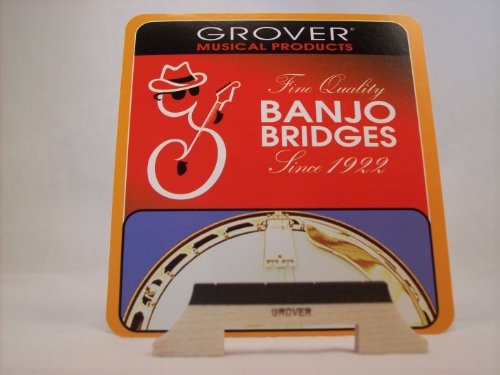 GROVER®
MUSICAL PRODUCTS
Fine Quality
BANJO
BRIDGES
Since 1922
GROVER